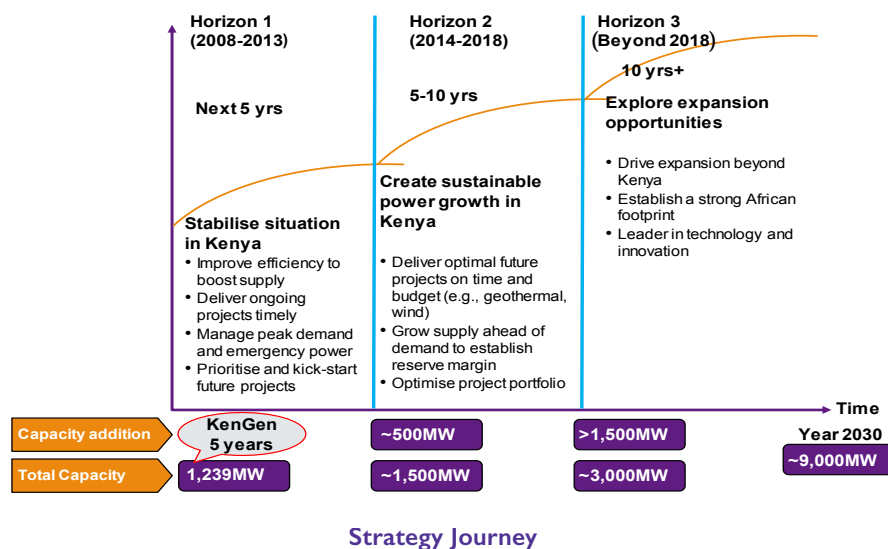 Horizon 1
(2008-2013)
Next 5 yrs
Stabilise situation
in Kenya
• Improve efficiency to
boost supply
• Deliver ongoing
projects timely
• Manage peak demand
and emergency power
• Prioritise and kick-start
future projects
Horizon 2
(2014-2018)
5-10 yrs
Create sustainable
power growth in
Kenya
• Deliver optimal future
projects on time and
budget (e.g., geothermal,
wind)
• Grow supply ahead of
demand to establish
reserve margin
• Optimise project portfolio
Horizon 3
(Beyond 2018)
10 yrs+
Explore expansion
opportunities
• Drive expansion beyond
Kenya
• Establish a strong African
footprint
• Leader in technology and
innovation
Time
Capacity addition
KenGen
5 years
~500MW
>1,500MW
Year 2030
~9,000MW
Total Capacity
1,239MW
~1,500MW
~3,000MW
Strategy Journey